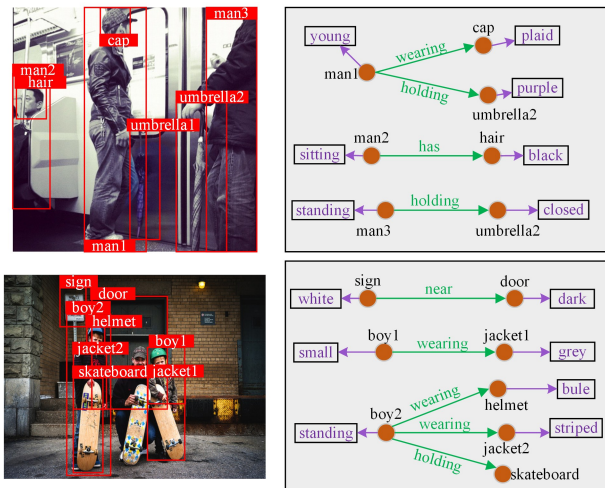 man3
cap
man2
hair
umbrella2
umbrella1
man1
young
cap
plaid
wearing
man1
holding
purple
umbrella2
man2
hair
sitting
has
black
standing
holding
closed
man3
umbrella2
sign
door
boy2
helmet
jacket2
boy1
skateboard
jacket1
sign
door
white
near
dark
boy1
jacket1
small
wearing
grey
wearing
helmet
bule
boy2
standing
wearing
striped
jacket2
holding
skateboard